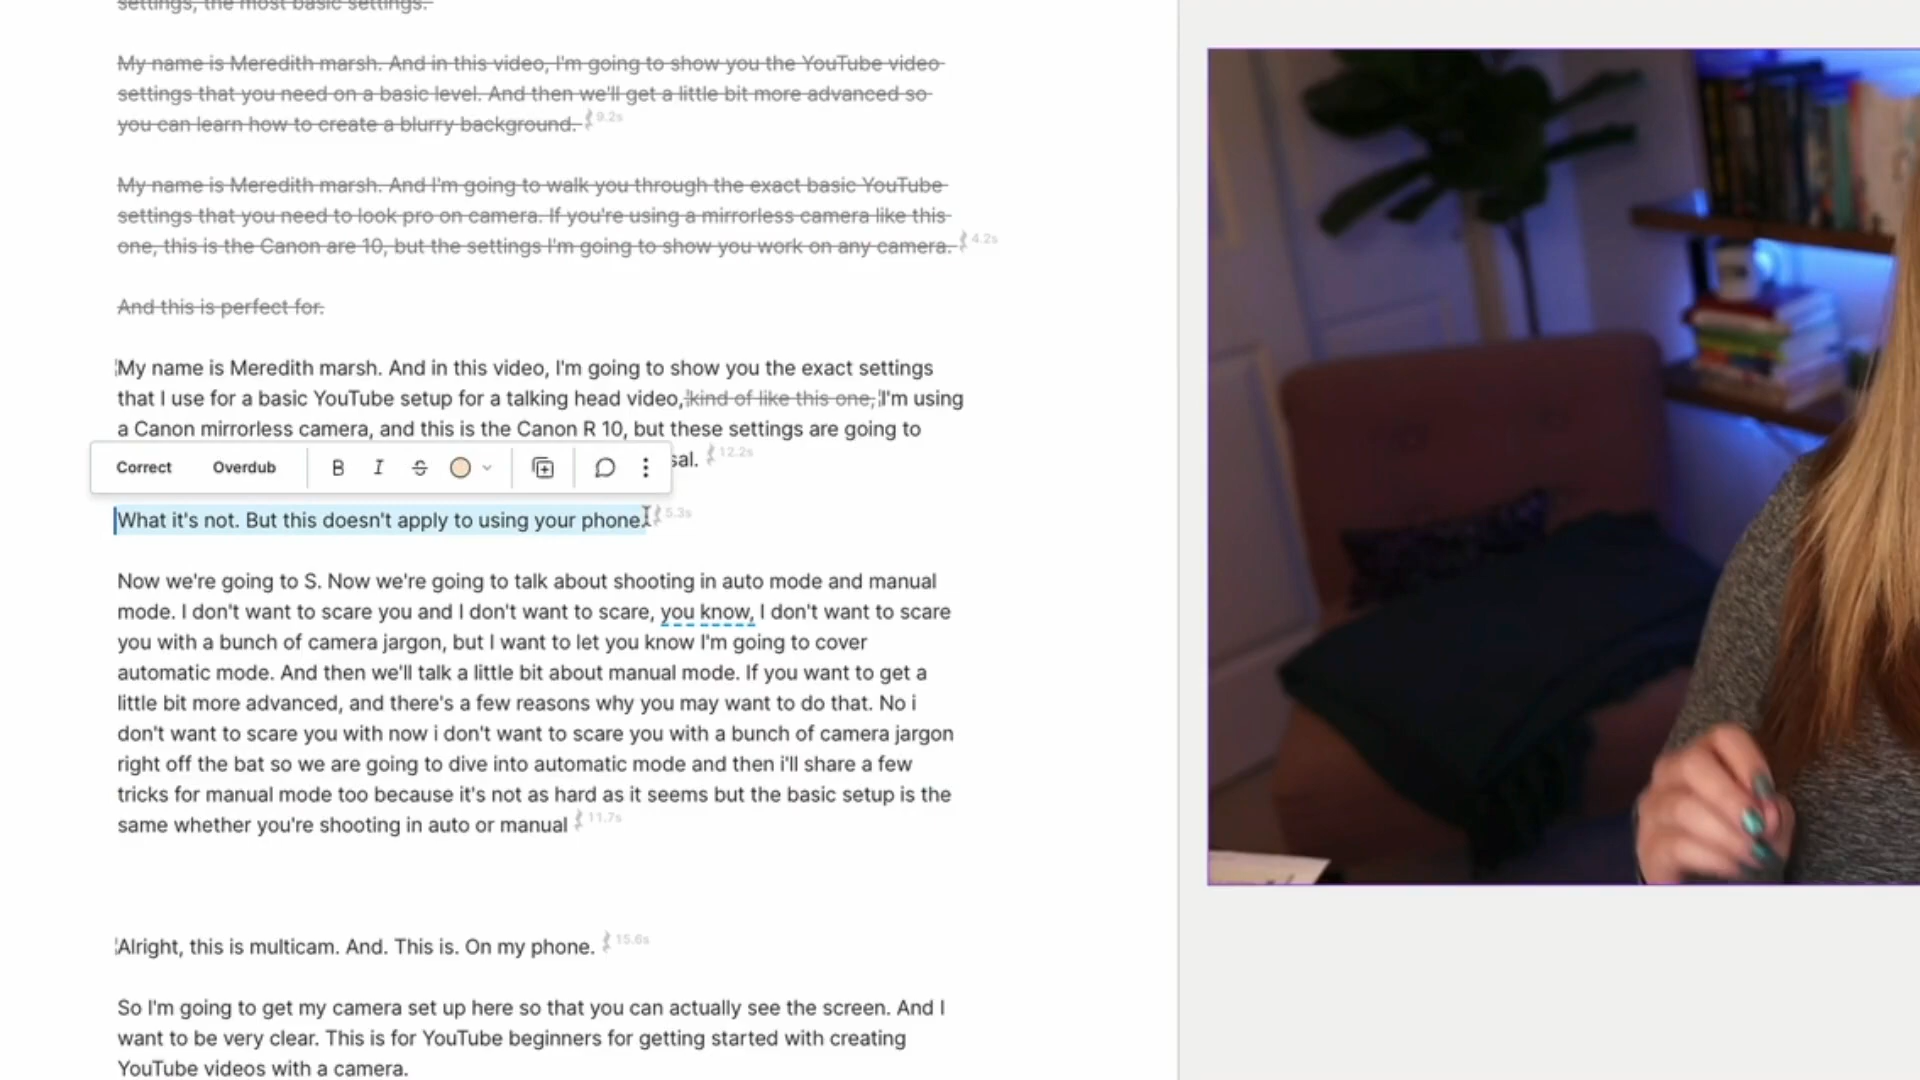 settings, the most basic settings.
My name is Meredith marsh. And in this video, I'm going to show you the YouTube video
settings that you need on a basic level. And then we'll get a little bit more advanced so
you can learn how to create a blurry background. 9.2s
My name is Meredith marsh. And I'm going to walk you through the exact basic YouTube
settings that you need to look pro on camera. If you're using a mirrorless camera like this
one, this is the Canon are 10, but the settings I'm going to show you work on any camera. 4.2s
And this is perfect for.
My name is Meredith marsh. And in this video, I'm going to show you the exact settings
that I use for a basic YouTube setup for a talking head video, kind of like this one, I'm using
a Canon mirrorless camera, and this is the Canon R 10, but these settings are going to
sal. 12.2s
Correct Overdub B I S
What it's not. But this doesn't apply to using your phone. 5.3s
Now we're going to S. Now we're going to talk about shooting in auto mode and manual
mode. I don't want to scare you and I don't want to scare, you know, I don't want to scare
you with a bunch of camera jargon, but I want to let you know I'm going to cover
automatic mode. And then we'll talk a little bit about manual mode. If you want to get a
little bit more advanced, and there's a few reasons why you may want to do that. No i
don't want to scare you with now i don't want to scare you with a bunch of camera jargon
right off the bat so we are going to dive into automatic mode and then i'll share a few
tricks for manual mode too because it's not as hard as it seems but the basic setup is the
same whether you're shooting in auto or manual 11.7s
Alright, this is multicam. And. This is. On my phone. 15.6s
So I'm going to get my camera set up here so that you can actually see the screen. And I
want to be very clear. This is for YouTube beginners for getting started with creating
YouTube videos with a camera.